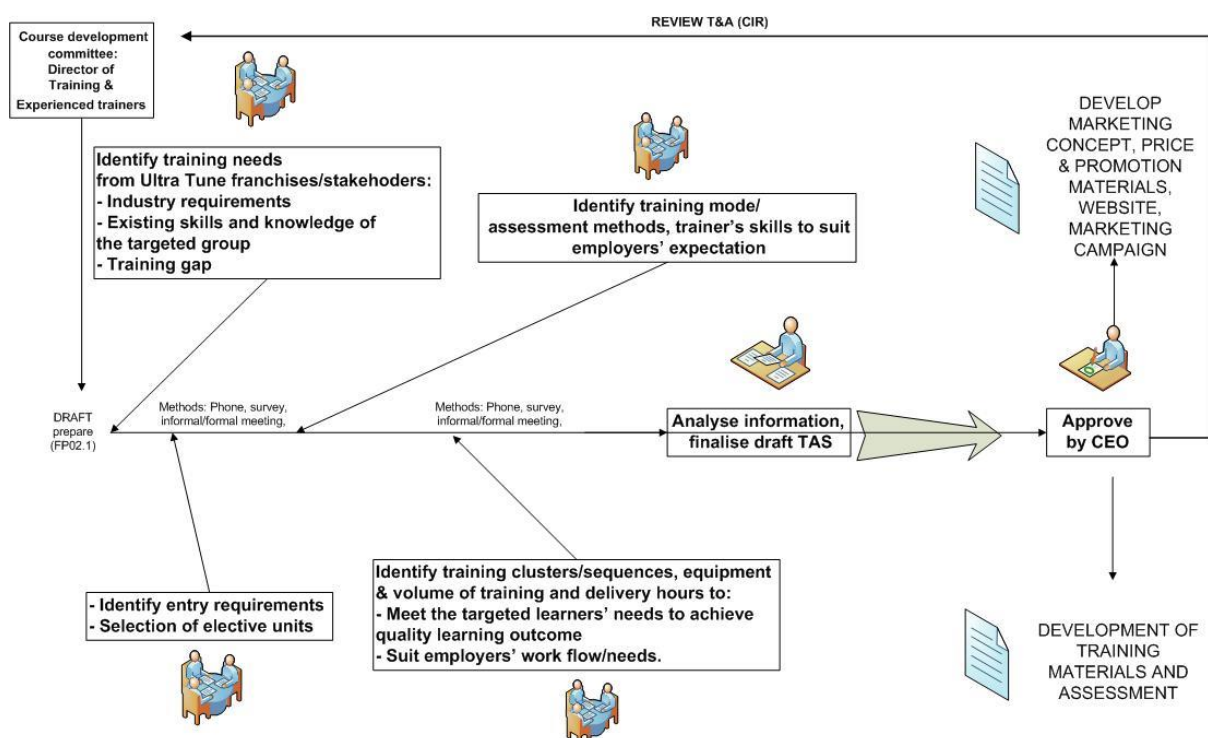 REVIEW T&A (CIR)
Course development
committee:
Director of
Training &
Experienced trainers
Identify training needs
from Ultra Tune franchises/stakehoders:
- Industry requirements
- Existing skills and knowledge of
the targeted group
- Training gap
Identify training mode/
assessment methods, trainer's skills to suit
employers' expectation
DEVELOP
MARKETING
CONCEPT, PRICE
& PROMOTION
MATERIALS,
WEBSITE,
MARKETING
CAMPAIGN
DRAFT
prepare
(FP02.1)
Methods: Phone, survey,
informal/formal meeting,
Methods: Phone, survey,
informal/formal meeting,
Analyse information,
finalise draft TAS
Approve
by CEO
- Identify entry requirements
- Selection of elective units
Identify training clusters/sequences, equipment
& volume of training and delivery hours to:
- Meet the targeted learners' needs to achieve
quality learning outcome
- Suit employers' work flow/needs.
DEVELOPMENT OF
TRAINING
MATERIALS AND
ASSESSMENT